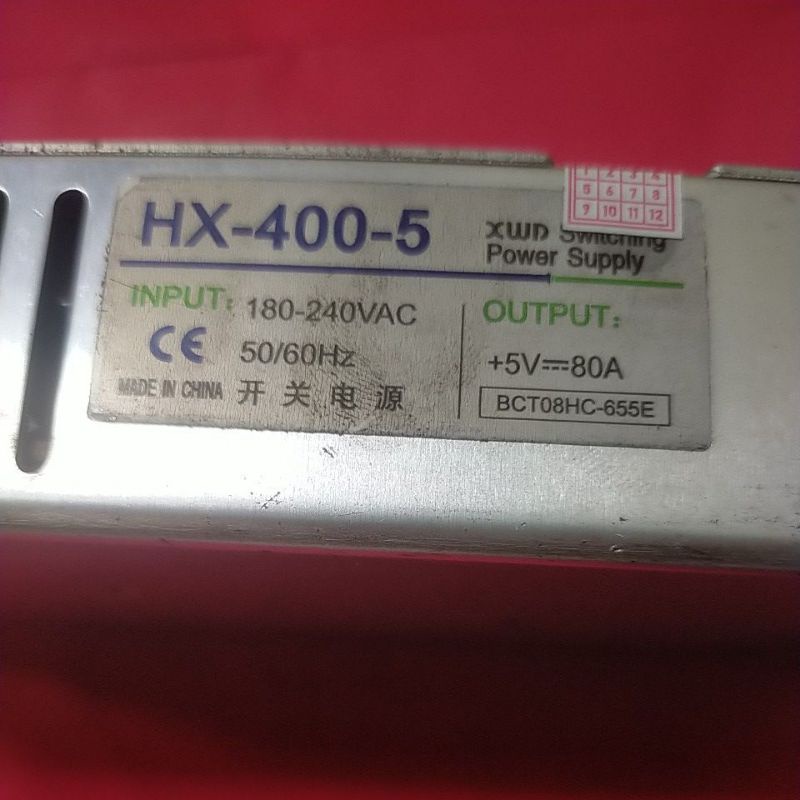 1 2 3 4
5 6 7 8
9 10 11 12
HX-400-5
XWD Switching
Power Supply
INPUT: 180-240VAC
CE 50/60Hz
MADE IN CHINA 开关电源
OUTPUT:
+5V⎓80A
BCT08HC-655E